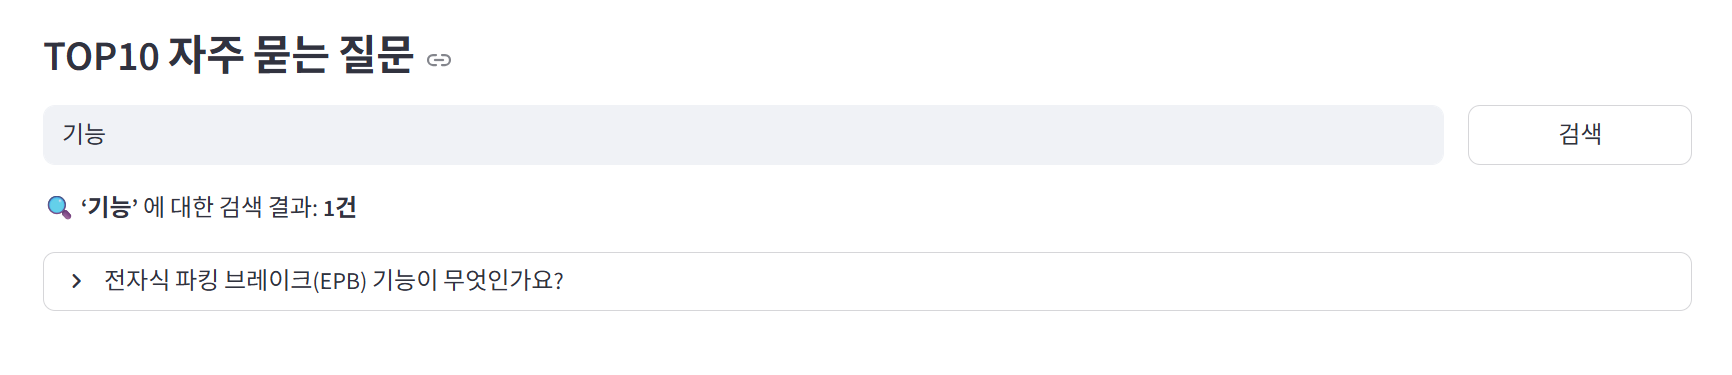 TOP10 자주 묻는 질문
기능
검색
‘기능’ 에 대한 검색 결과: 1건
전자식 파킹 브레이크(EPB) 기능이 무엇인가요?